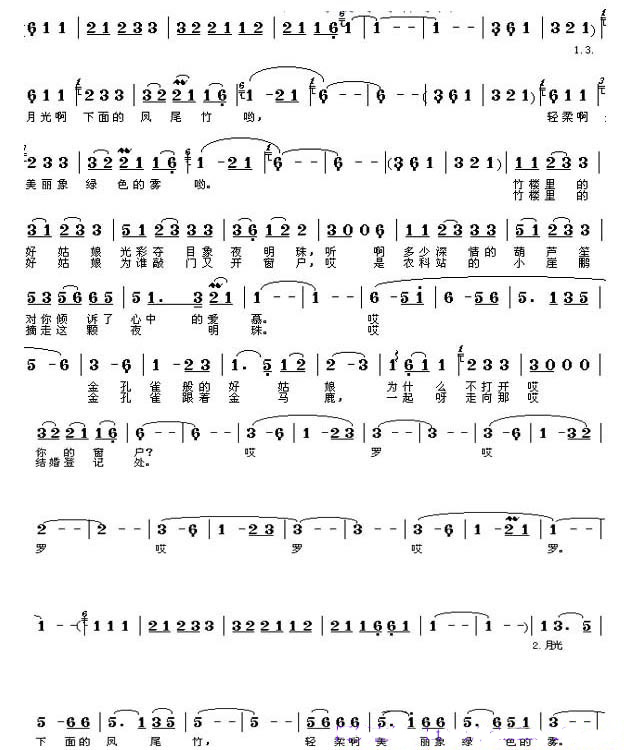 6 1 1 | 2 1 2 3 3 | 3 2 2 1 1 2 | 2 1 1 6 1 | 1 - - | 1 - - | 3 6 1 | 3 2 1 )
1. 3.
6 1 1 | 2 3 3 | 3 2 2 1 1 6 | 1 - 2 1 | 6 - - | 6 - - | ( 3 6 1 | 3 2 1 ) | 6 1 1
月光啊 下面的 凤尾竹 哟, 轻柔啊
2 3 3 | 3 2 2 1 1 6 | 1 - 2 1 | 6 - - | 6 - - | ( 3 6 1 | 3 2 1 ) | 1 1 2 3 3
美丽象 绿色的雾 哟。 竹楼里的
竹楼里的
3 1 2 3 3 | 5 1 2 3 3 | 3 1 2 3 3 | 3 6 1 2 2 | 3 0 0 6 | 1 1 2 3 3 3 | 5 1 2 3 3
好姑娘 光彩夺目象夜明珠,听啊 多少深情的葫芦笙
好姑娘 为谁敲门又开窗户,哎 是农科站的小崖鹏
5 3 5 6 6 5 | 5 1. 3 2 1 | 1 - - | 1 - - | 6 - 5 i | 6 - 5 6 | 5. 1 3 5
对你倾诉了 心中的爱慕。 哎
摘走这颗夜明珠。 哎
5 - 6 | 3 - 6 | 1 - 2 3 | 1. 5 1 2 | 2 - 3 | 1 6 1 1 | 2 3 3 | 3 0 0 0
金孔雀般的好姑娘 为什么 不打开哎
金孔雀跟着金马鹿, 一起呀 走向那哎
3 2 2 1 1 6 | 6 - - | 6 - - | 3 - 6 | 1 - 2 3 | 3 - - | 3 - - | 3 - 6 | 1 - 3 2
你的窗户? 哎 罗 哎
结婚登记处。
2 - - | 2 - - | 3 - 6 | 1 - 2 3 | 3 - - | 3 - - | 3 - 6 | 1 - 2 1 | 1 - -
罗 哎 罗 哎 罗。
1 - - | ( 1 1 1 | 2 1 2 3 3 | 3 2 2 1 1 2 | 2 1 1 6 6 1 | 1 - - | 1 - - ) | 1 3. 5
2. 月光
5 - 6 6 | 5. 1 3 5 | 5 - - | 5 6 6 6 | 5. 1 6 6 | 5. 3 2 1 | 3 - -
下面的凤尾竹, 轻柔啊美丽象绿色的雾。